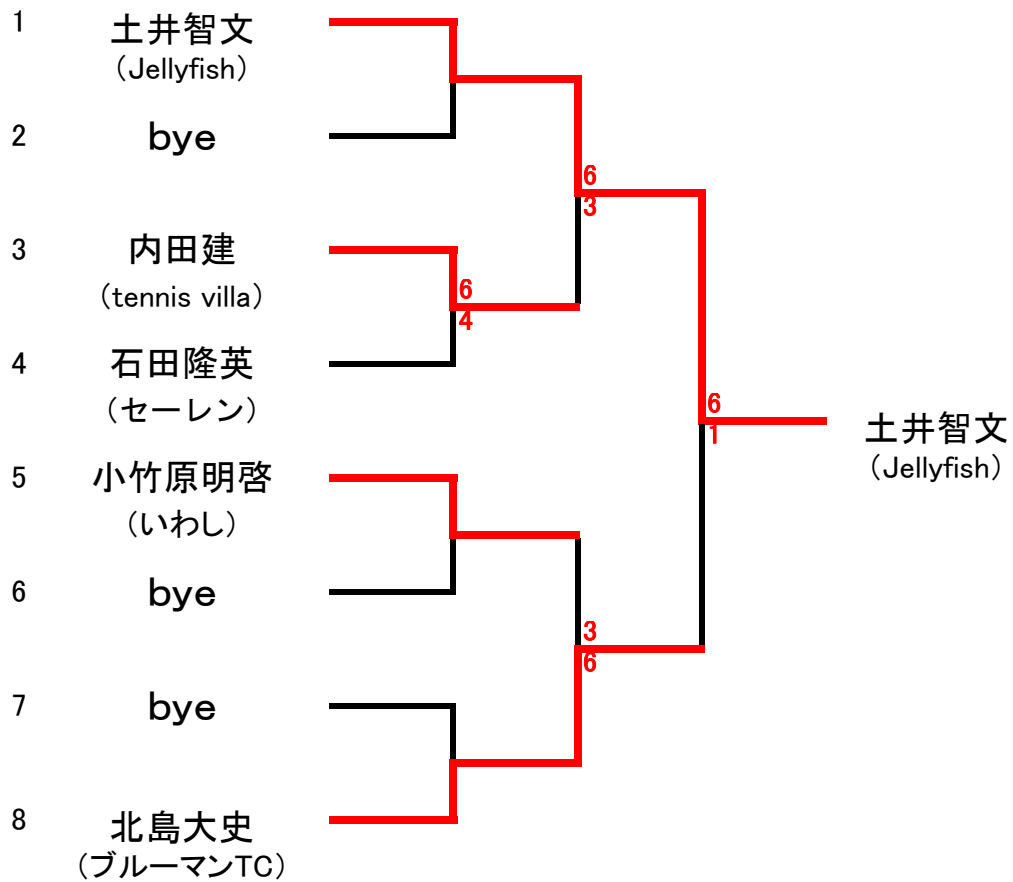 1 土井智文
（Jellyfish）
2 bye
6
3
3 内田建
（tennis villa）
6
4
4 石田隆英
（セーレン）
6
1
土井智文
（Jellyfish）
5 小竹原明啓
（いわし）
6 bye
3
6
7 bye
8 北島大史
（ブルーマンTC）